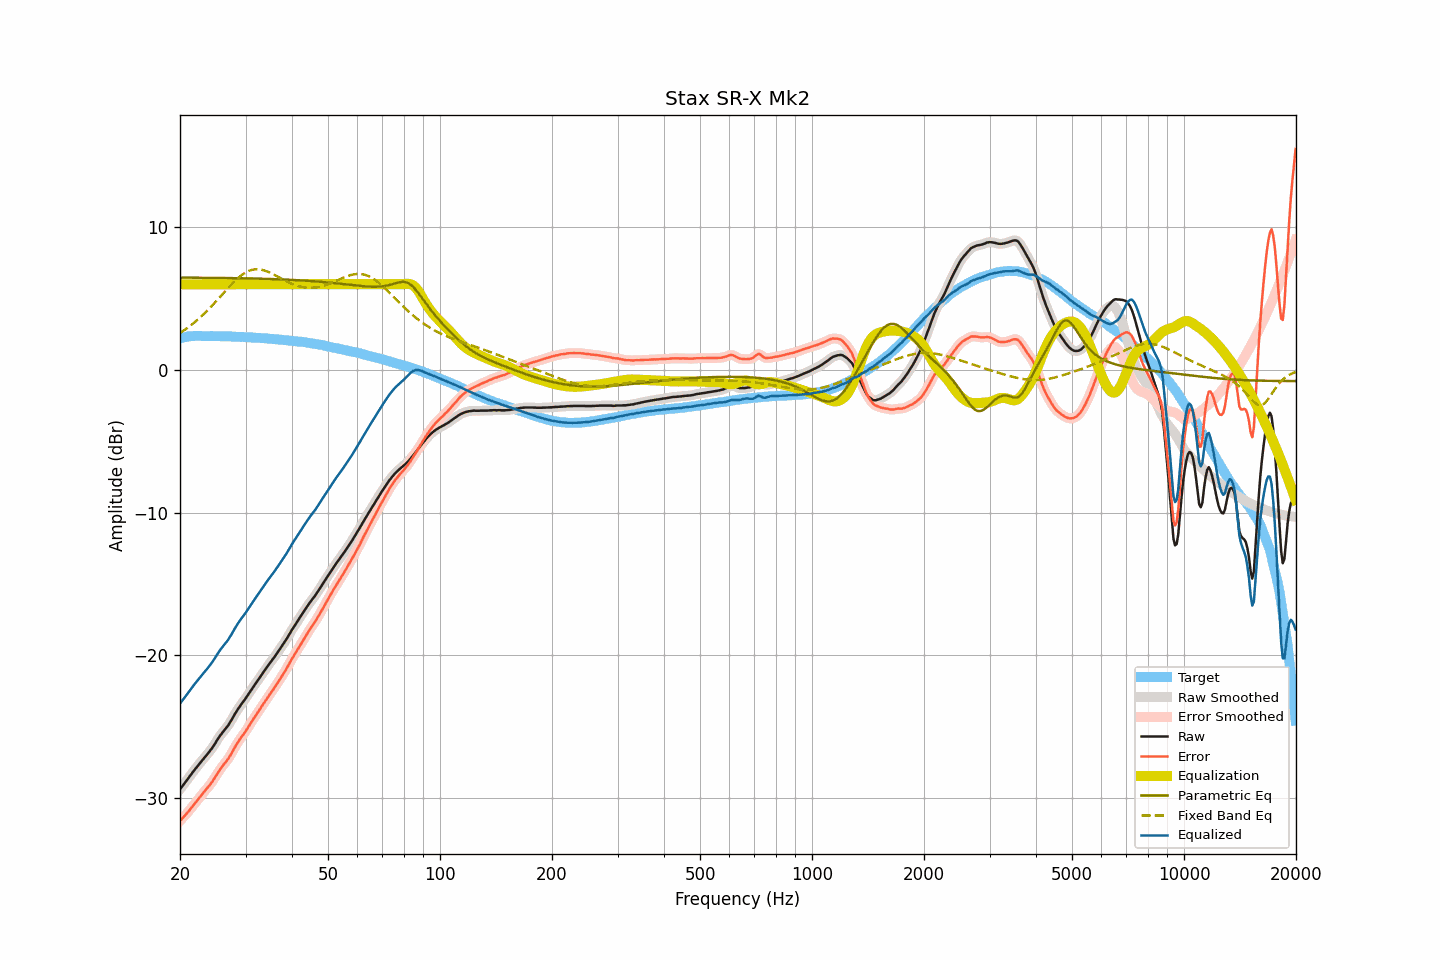 Stax SR-X Mk2
Amplitude (dBr)
10
0
−10
−20
−30
20
50
100
200
500
1000
2000
5000
10000
20000
Frequency (Hz)
Target
Raw Smoothed
Error Smoothed
Raw
Error
Equalization
Parametric Eq
Fixed Band Eq
Equalized